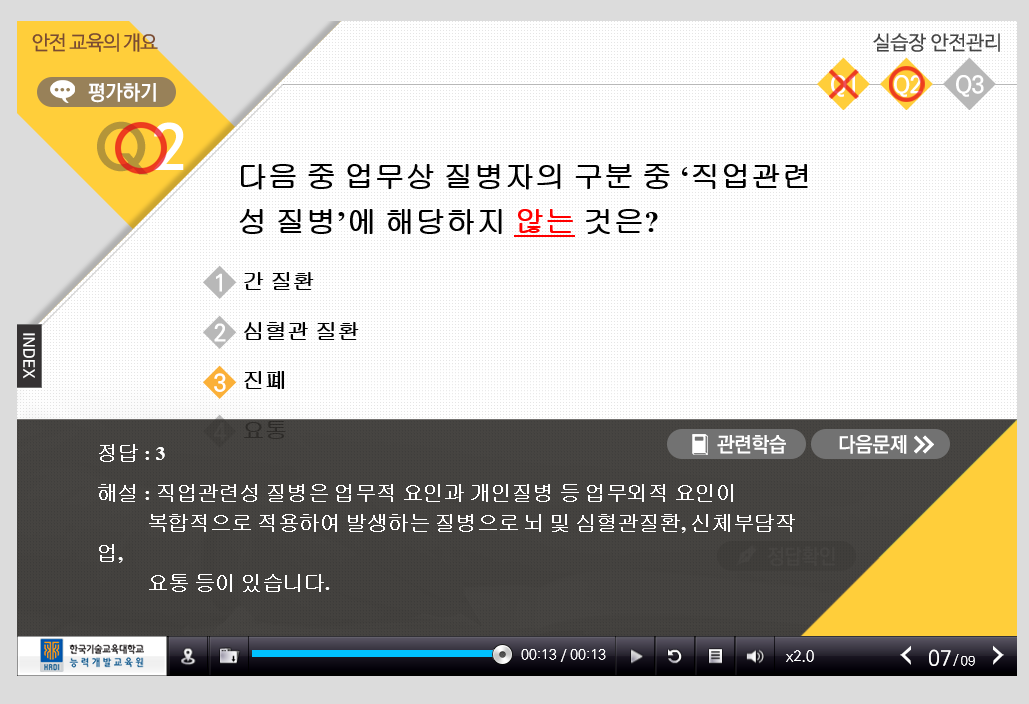 안전 교육의 개요
실습장 안전관리
평가하기
Q1 Q2 Q3
Q2
다음 중 업무상 질병자의 구분 중 ‘직업관련
성 질병’에 해당하지 않는 것은?
1 간 질환
2 심혈관 질환
3 진폐
4 요통
INDEX
관련학습 다음문제
정답 : 3
해설 : 직업관련성 질병은 업무적 요인과 개인질병 등 업무외적 요인이
복합적으로 적용하여 발생하는 질병으로 뇌 및 심혈관질환, 신체부담작
업,
정답확인
요통 등이 있습니다.
한국기술교육대학교
능력개발교육원
HRDI
00:13 / 00:13
x2.0
07/09